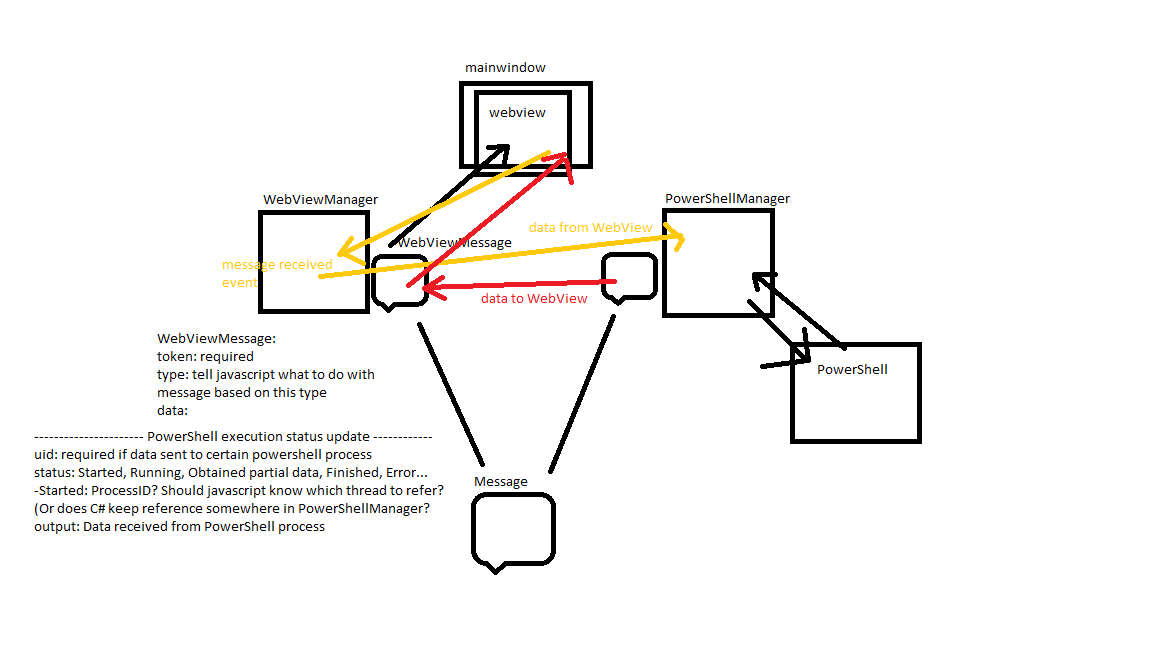 mainwindow
webview
WebViewManager
PowerShellManager
data from WebView
WebViewMessage
message received
event
data to WebView
WebViewMessage:
token: required
type: tell javascript what to do with
message based on this type
data:
PowerShell
---------------------- PowerShell execution status update ------------
uid: required if data sent to certain powershell process
status: Started, Running, Obtained partial data, Finished, Error...
-Started: ProcessID? Should javascript know which thread to refer?
(Or does C# keep reference somewhere in PowerShellManager?
output: Data received from PowerShell process
Message